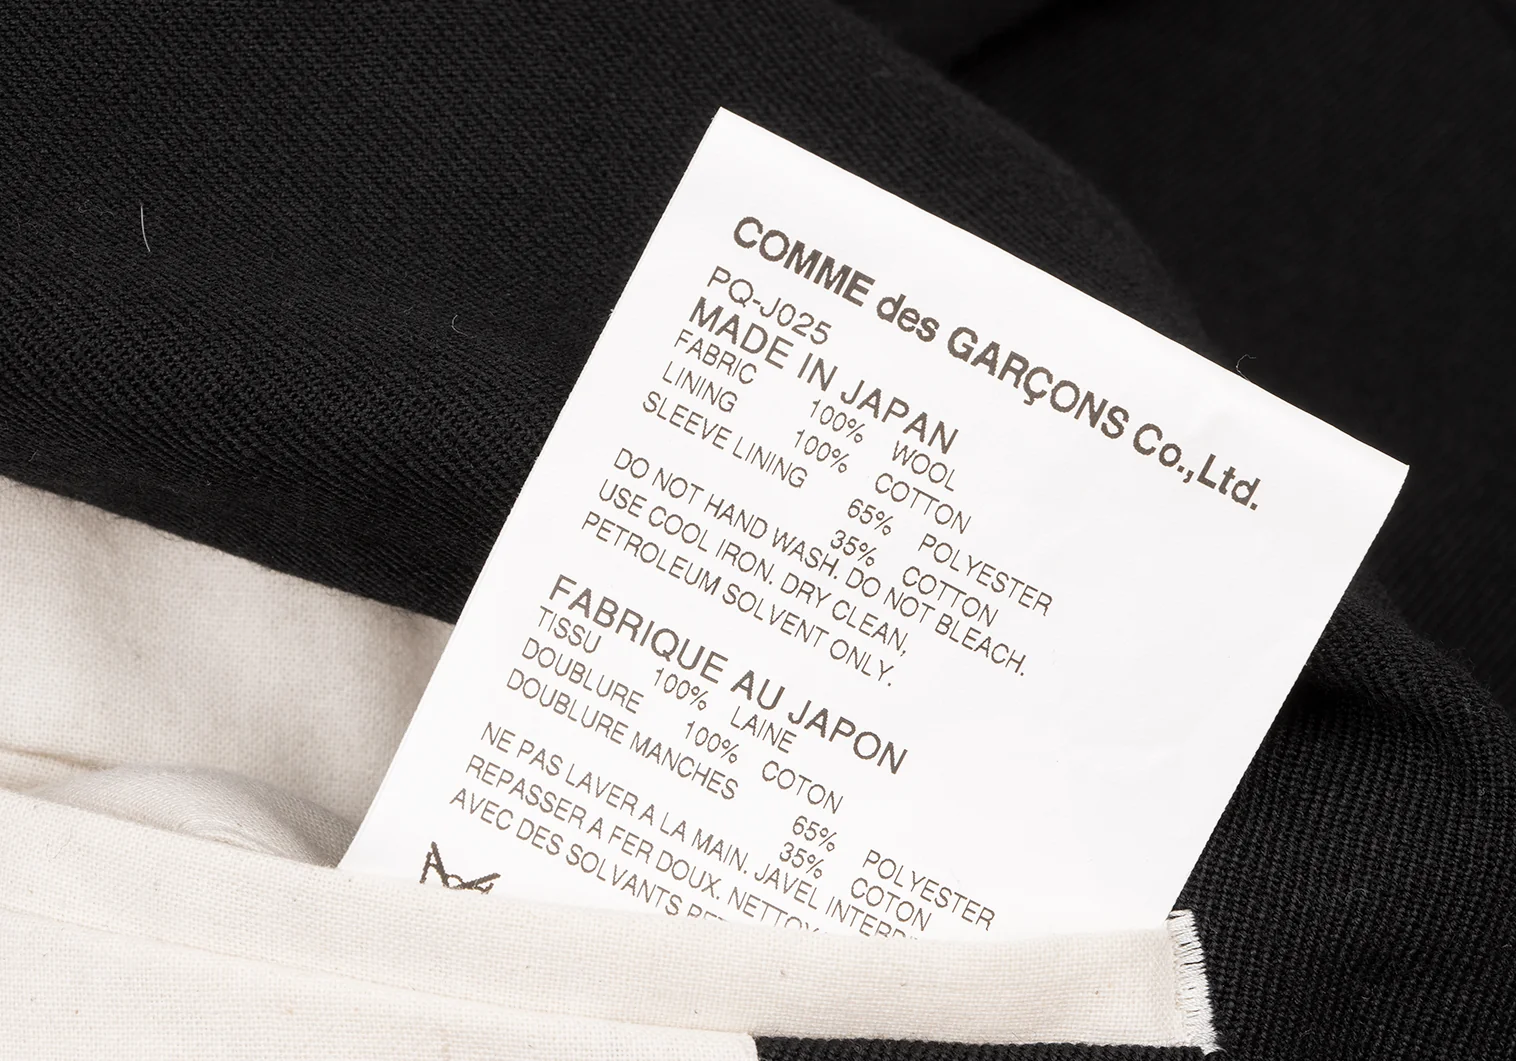 COMME des GARÇONS Co.,Ltd.
PQ-J025
MADE IN JAPAN
FABRIC 100% WOOL
LINING 100% COTTON
SLEEVE LINING 65% POLYESTER
35% COTTON
DO NOT HAND WASH. DO NOT BLEACH.
USE COOL IRON. DRY CLEAN,
PETROLEUM SOLVENT ONLY.
FABRIQUE AU JAPON
TISSU 100% LAINE
DOUBLURE 100% COTON
DOUBLURE MANCHES 65% POLYESTER
35% COTON
NE PAS LAVER A LA MAIN. JAVEL
REPASSER A FER DOUX.
AVEC DES SOLVANTS